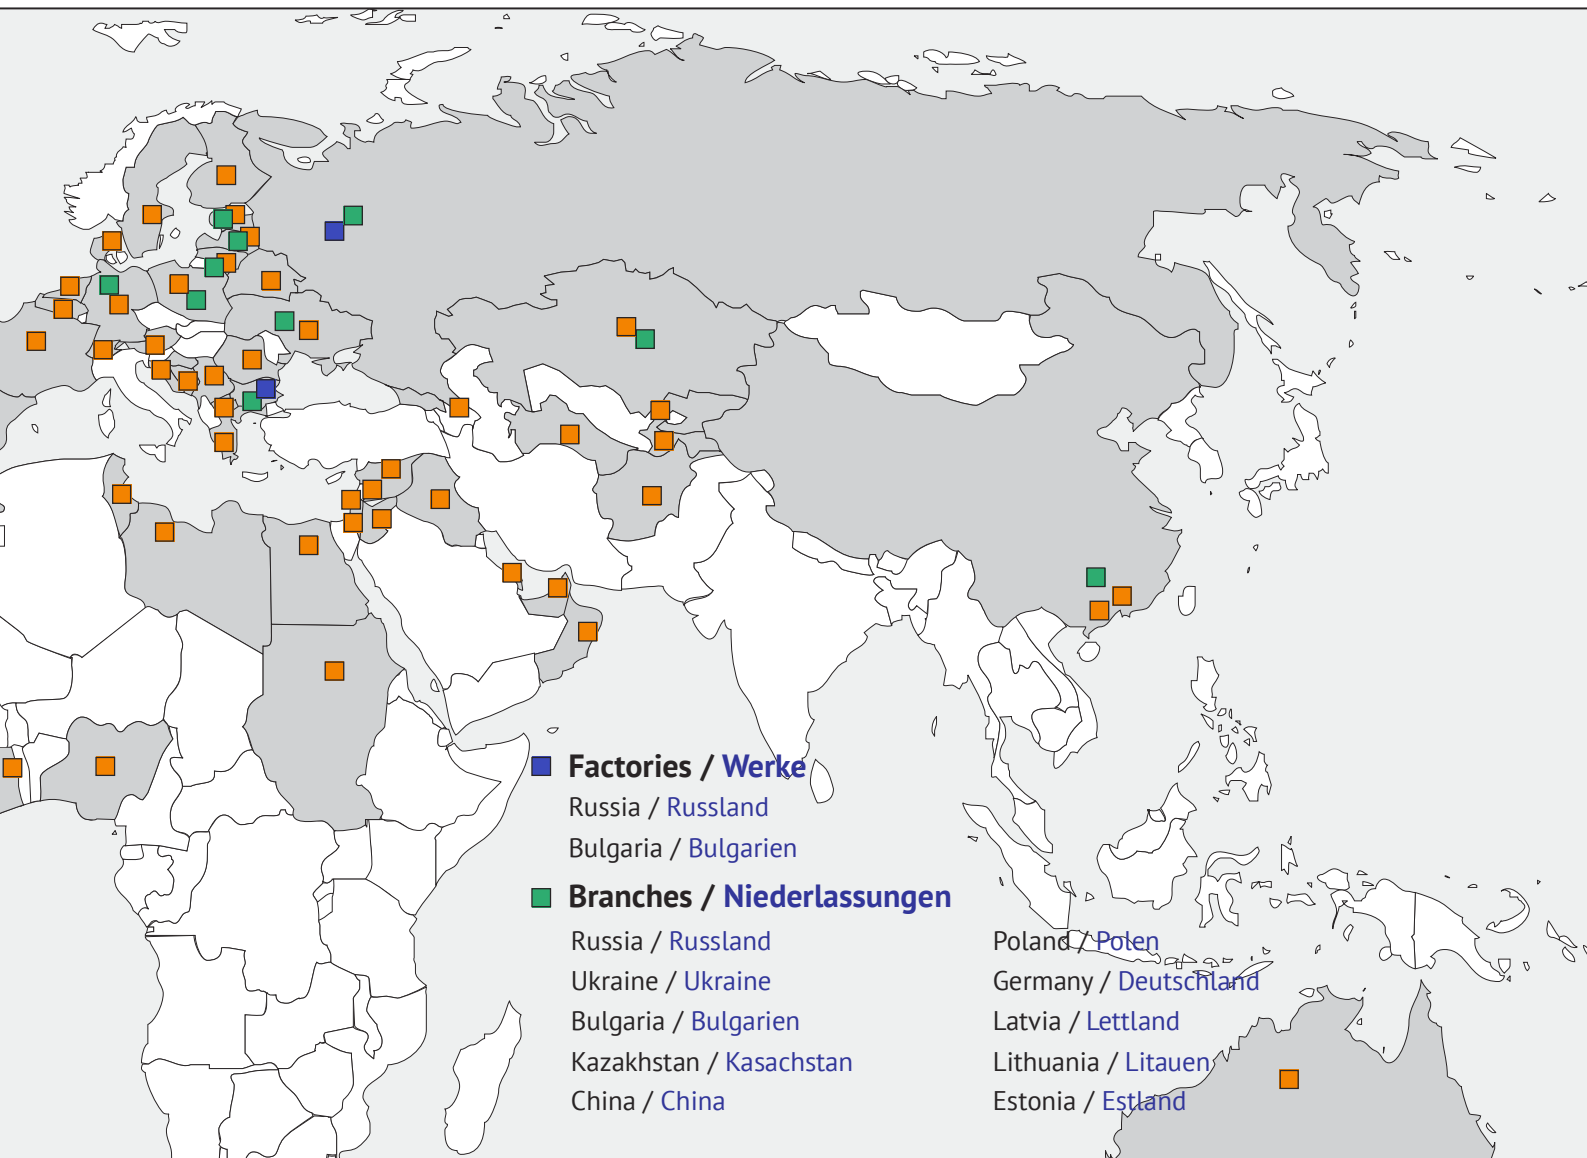 Factories / Werke
Russia / Russland
Bulgaria / Bulgarien
Branches / Niederlassungen
Russia / Russland
Ukraine / Ukraine
Bulgaria / Bulgarien
Kazakhstan / Kasachstan
China / China
Poland / Polen
Germany / Deutschland
Latvia / Lettland
Lithuania / Litauen
Estonia / Estland